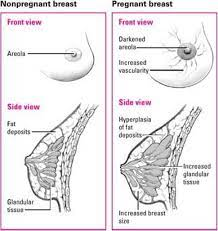 Nonpregnant breast
Front view
Areola
Side view
Fat
deposits
Glandular
tissue
Pregnant breast
Front view
Darkened
areola
Increased
vascularity
Side view
Hyperplasia
of fat
deposits
Increased
glandular
tissue
Increased breast
size